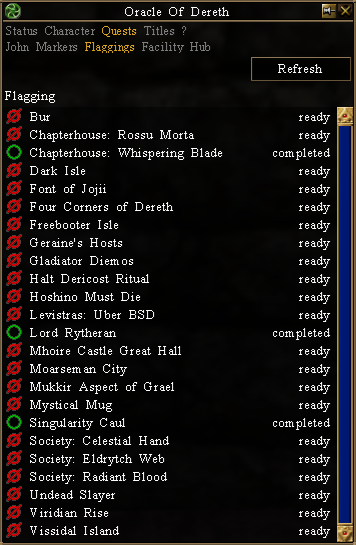 Oracle Of Dereth
Status Character Quests Titles ?
John Markers Flaggings Facility Hub
Refresh
Flagging
Bur ready
Chapterhouse: Rossu Morta ready
Chapterhouse: Whispering Blade completed
Dark Isle ready
Font of Jojii ready
Four Corners of Dereth ready
Freebooter Isle ready
Geraine's Hosts ready
Gladiator Diemos ready
Halt Dericost Ritual ready
Hoshino Must Die ready
Levistras: Uber BSD ready
Lord Rytheran completed
Mhoire Castle Great Hall ready
Moarseman City ready
Mukkir Aspect of Grael ready
Mystical Mug ready
Singularity Caul completed
Society: Celestial Hand ready
Society: Eldrytch Web ready
Society: Radiant Blood ready
Undead Slayer ready
Viridian Rise ready
Vissidal Island ready